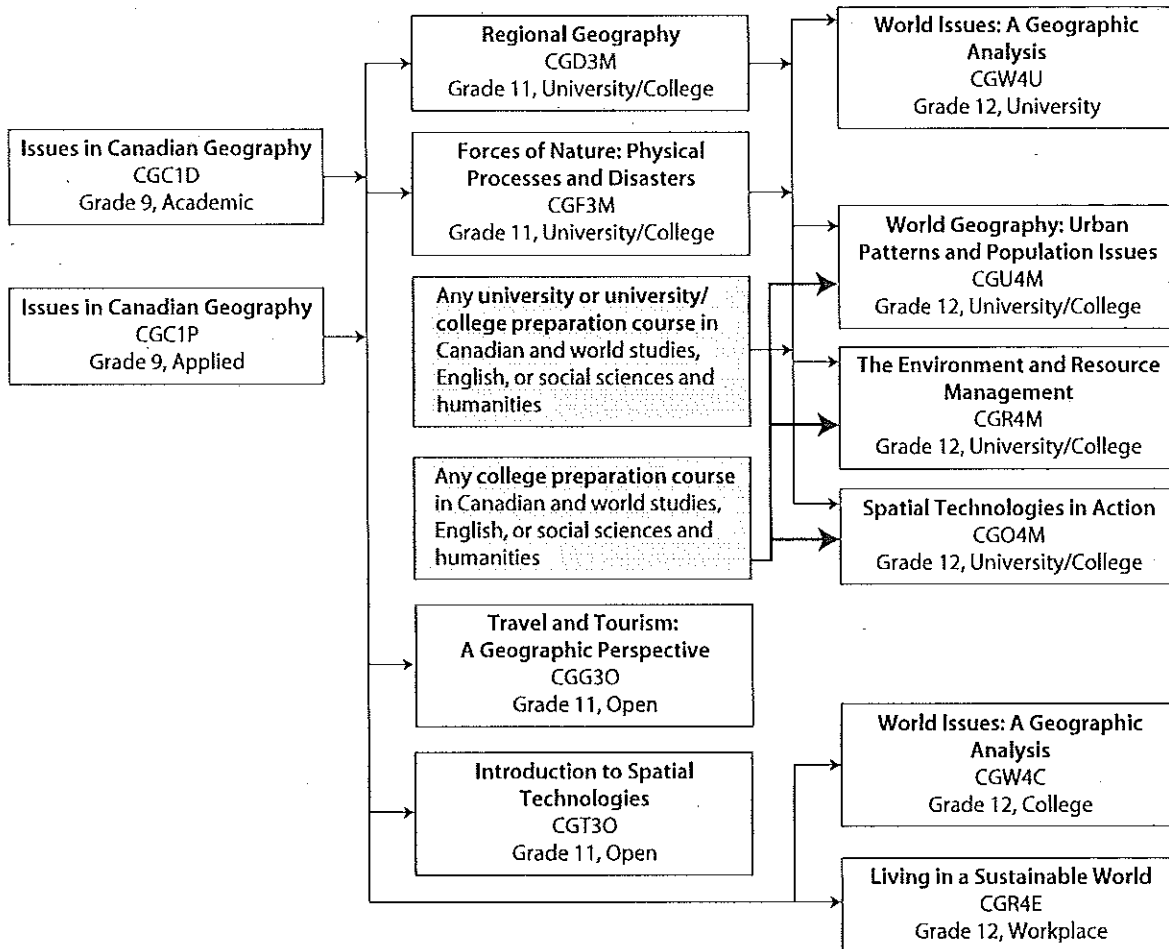 Issues in Canadian Geography
CGC1D
Grade 9, Academic
Issues in Canadian Geography
CGC1P
Grade 9, Applied
Regional Geography
CGD3M
Grade 11, University/College
Forces of Nature: Physical
Processes and Disasters
CGF3M
Grade 11, University/College
Any university or university/
college preparation course in
Canadian and world studies,
English, or social sciences and
humanities
Any college preparation course
in Canadian and world studies,
English, or social sciences and
humanities
Travel and Tourism:
A Geographic Perspective
CGG3O
Grade 11, Open
Introduction to Spatial
Technologies
CGT3O
Grade 11, Open
World Issues: A Geographic
Analysis
CGW4U
Grade 12, University
World Geography: Urban
Patterns and Population Issues
CGU4M
Grade 12, University/College
The Environment and Resource
Management
CGR4M
Grade 12, University/College
Spatial Technologies in Action
CGO4M
Grade 12, University/College
World Issues: A Geographic
Analysis
CGW4C
Grade 12, College
Living in a Sustainable World
CGR4E
Grade 12, Workplace